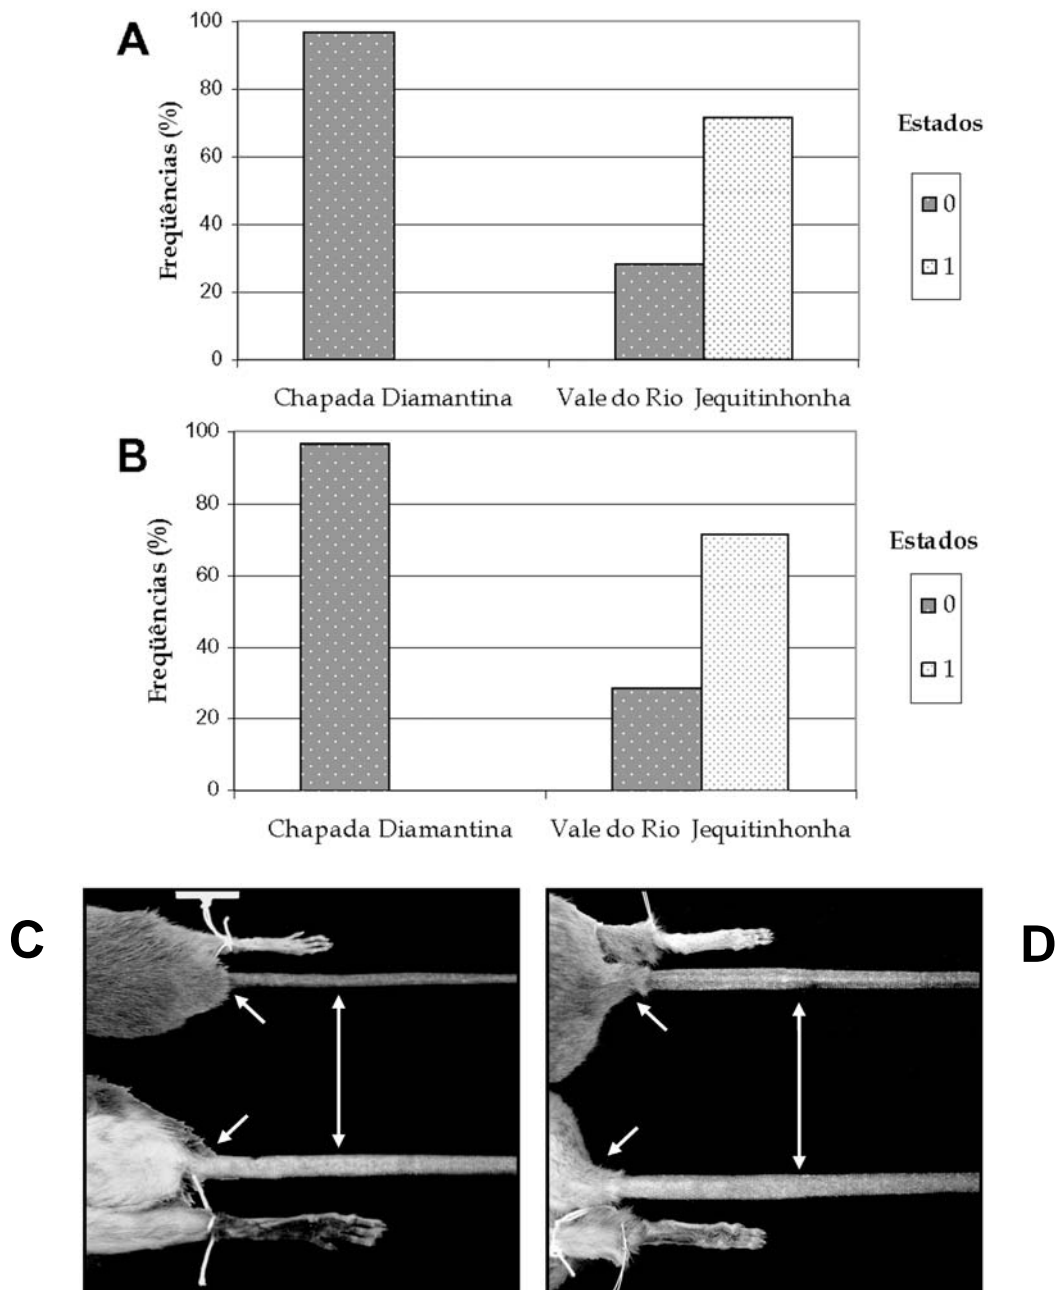 A
Freqüências (%)
100
80
60
40
20
0
Chapada Diamantina
Vale do Rio Jequitinhonha
Estados
0
1
B
Freqüências (%)
100
80
60
40
20
0
Chapada Diamantina
Vale do Rio Jequitinhonha
Estados
0
1
C
D